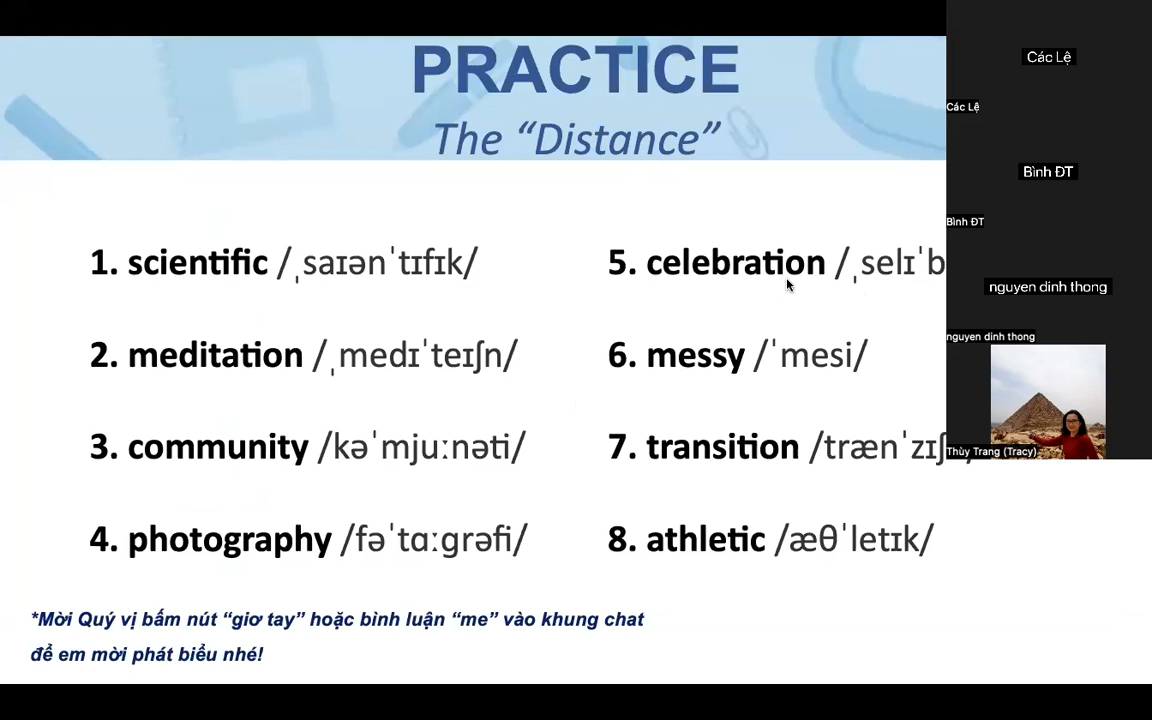 PRACTICE
The “Distance”
1. scientific /ˌsaɪənˈtɪfɪk/
2. meditation /ˌmedɪˈteɪʃn/
3. community /kəˈmjuːnəti/
4. photography /fəˈtɑːɡrəfi/
5. celebration /ˌselɪˈb
6. messy /ˈmesi/
7. transition /trænˈzɪʃ
8. athletic /æθˈletɪk/
*Mời Quý vị bấm nút “giơ tay” hoặc bình luận “me” vào khung chat
để em mời phát biểu nhé!
Các Lệ
Các Lệ
Bình ĐT
Bình ĐT
nguyen dinh thong
nguyen dinh thong
Thùy Trang (Tracy)